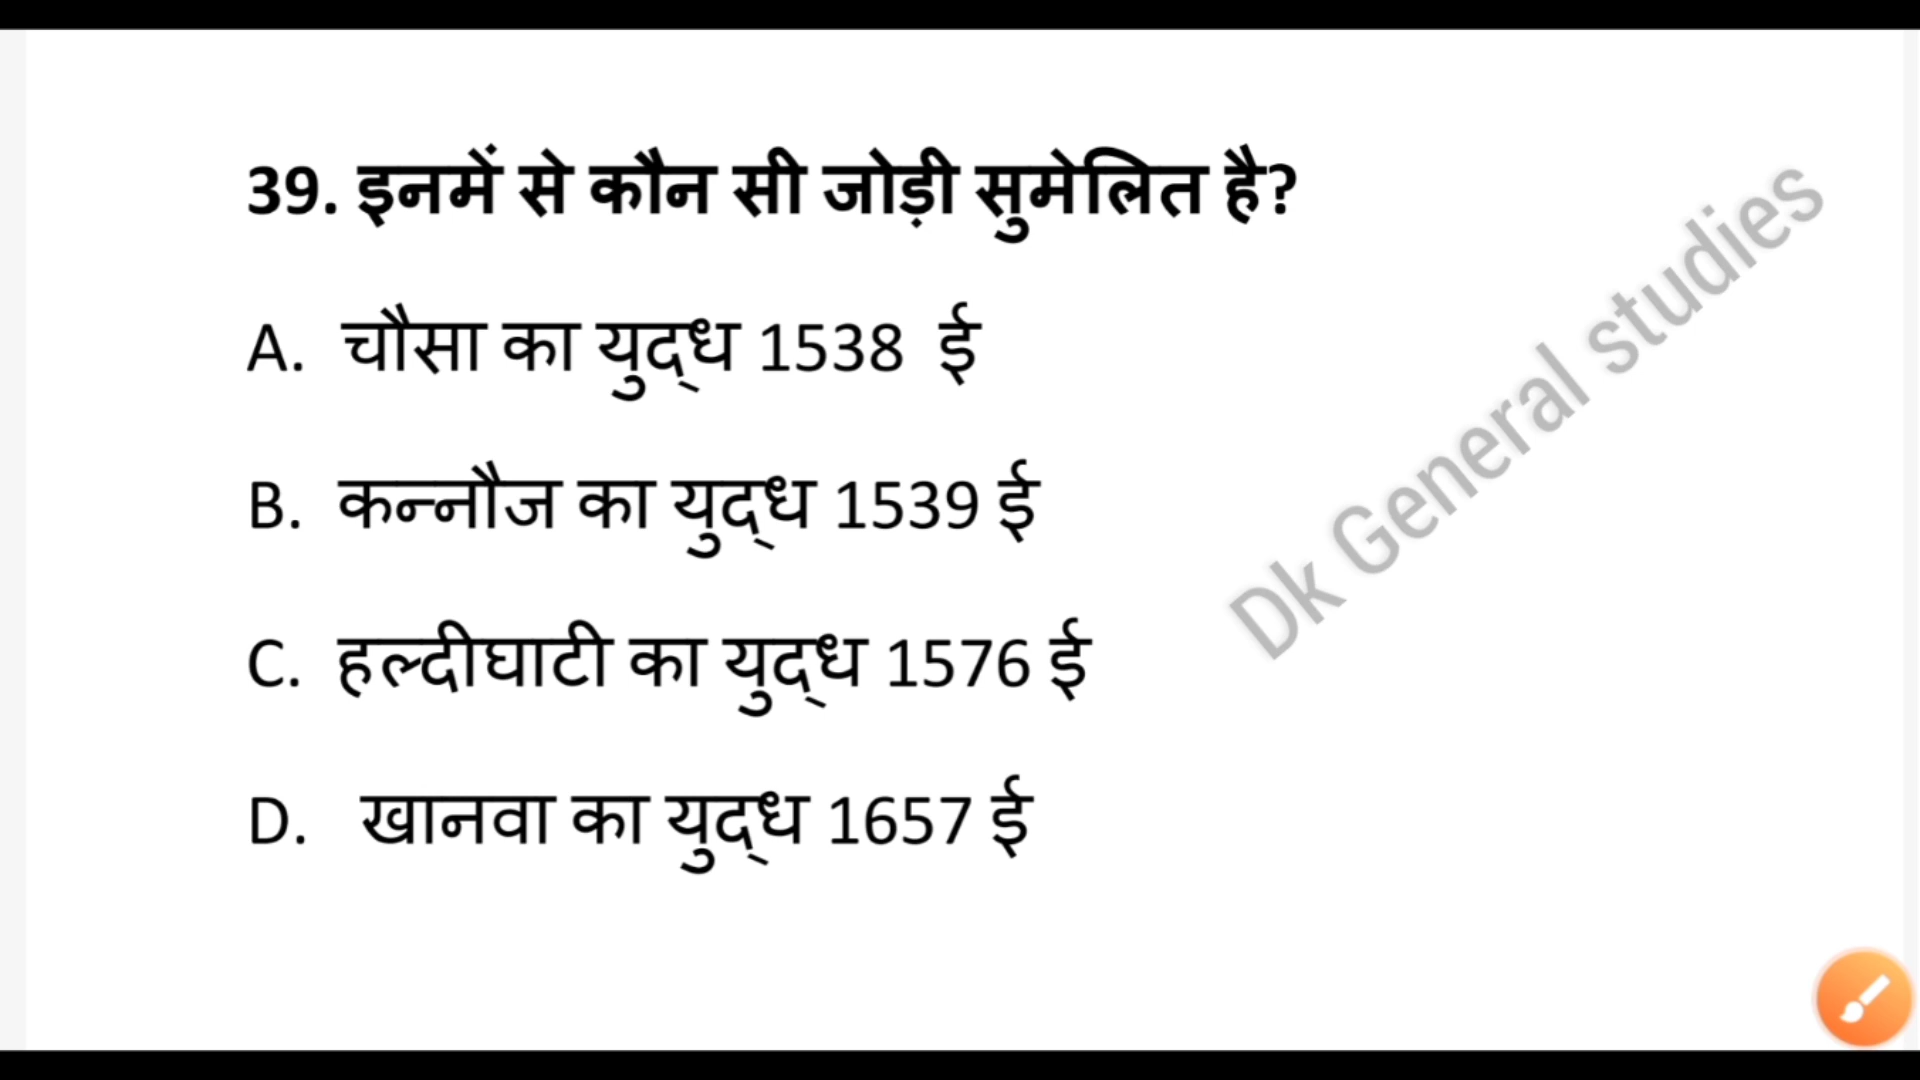 39. इनमें से कौन सी जोड़ी सुमेलित है?
A. चौसा का युद्ध 1538 ई
B. कन्नौज का युद्ध 1539 ई
C. हल्दीघाटी का युद्ध 1576 ई
D. खानवा का युद्ध 1657 ई
Dk General studies